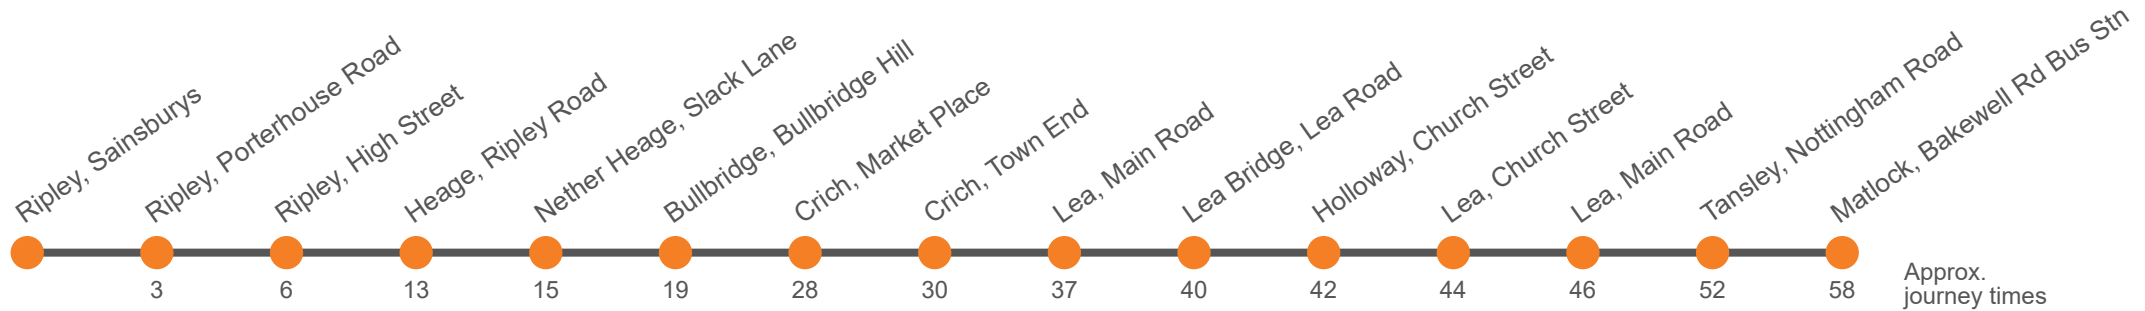 Ripley, Sainsburys
Ripley, Porterhouse Road
Ripley, High Street
Heage, Ripley Road
Nether Heage, Slack Lane
Bullbridge, Bullbridge Hill
Crich, Market Place
Crich, Town End
Lea, Main Road
Lea Bridge, Lea Road
Holloway, Church Street
Lea, Church Street
Lea, Main Road
Tansley, Nottingham Road
Matlock, Bakewell Rd Bus Stn
3 6 13 15 19 28 30 37 40 42 44 46 52 58
Approx.
journey times